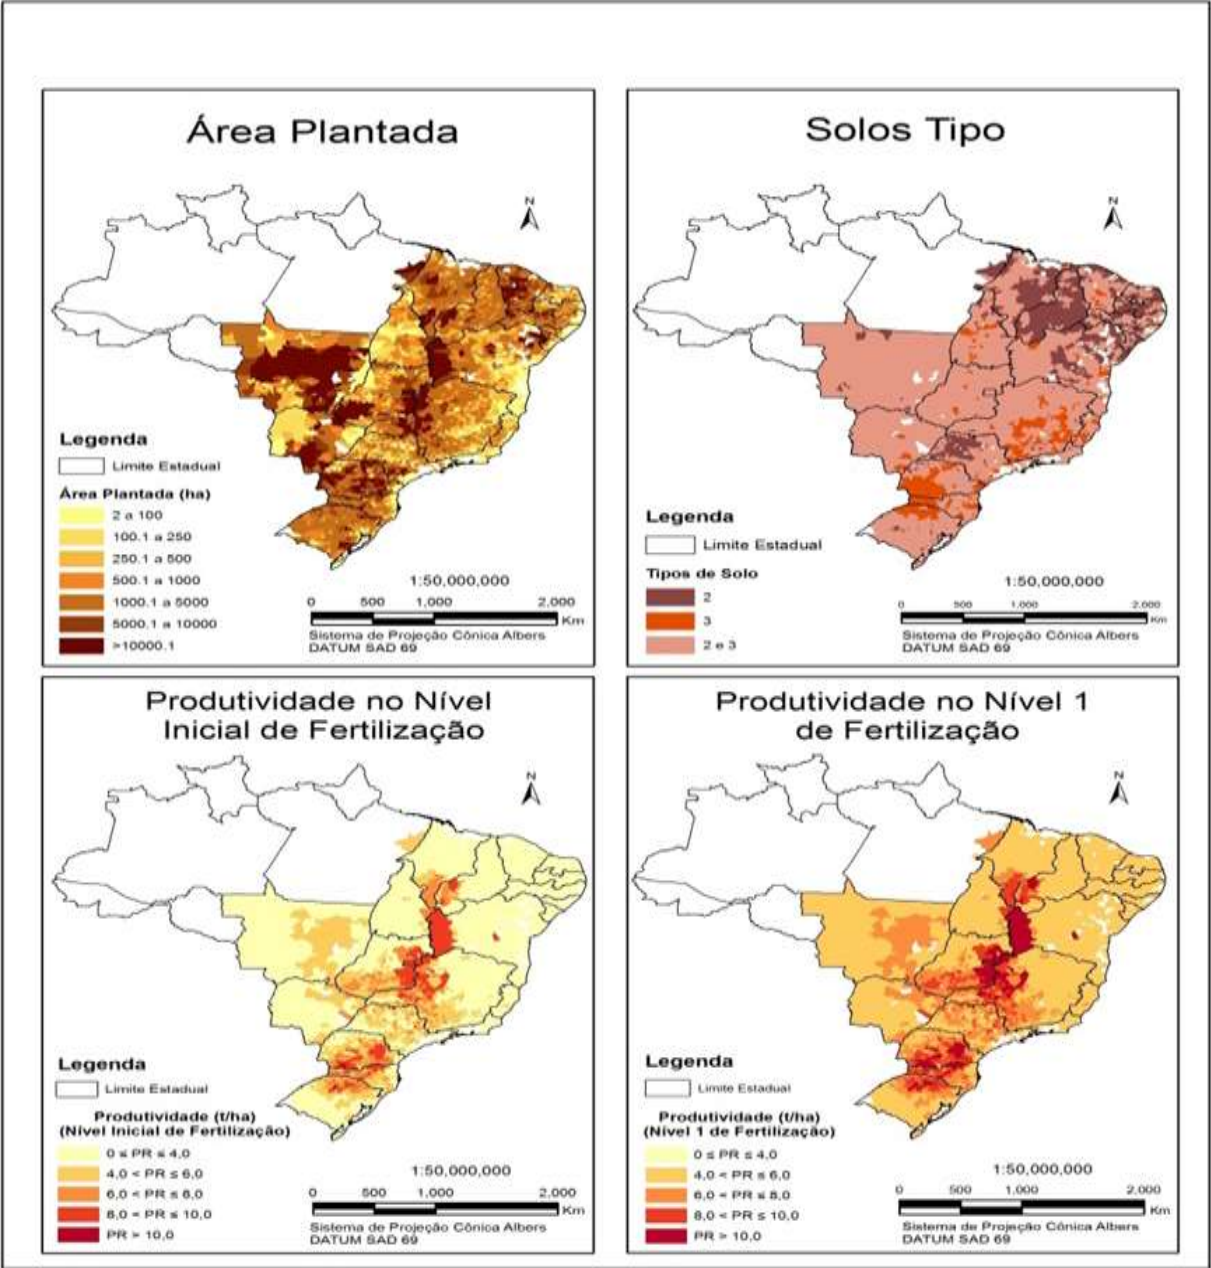 Área Plantada
N
Legenda
Limite Estadual
Área Plantada (ha)
2 a 100
100.1 a 250
250.1 a 500
500.1 a 1000
1000.1 a 5000
5000.1 a 10000
>10000.1
1:50,000,000
0 500 1,000 2,000
Km
Sistema de Projeção Cônica Albers
DATUM SAD 69
Solos Tipo
N
Legenda
Limite Estadual
Tipos de Solo
2
3
2 e 3
1:50,000,000
0 500 1,000 2,000
Km
Sistema de Projeção Cônica Albers
DATUM SAD 69
Produtividade no Nível
Inicial de Fertilização
N
Legenda
Limite Estadual
Produtividade (t/ha)
(Nível Inicial de Fertilização)
0 ≤ PR ≤ 4,0
4,0 < PR ≤ 6,0
6,0 < PR ≤ 8,0
8,0 < PR ≤ 10,0
PR > 10,0
1:50,000,000
0 500 1,000 2,000
Km
Sistema de Projeção Cônica Albers
DATUM SAD 69
Produtividade no Nível 1
de Fertilização
N
Legenda
Limite Estadual
Produtividade (t/ha)
(Nível 1 de Fertilização)
0 ≤ PR ≤ 4,0
4,0 < PR ≤ 6,0
6,0 < PR ≤ 8,0
8,0 < PR ≤ 10,0
PR > 10,0
1:50,000,000
0 500 1,000 2,000
Km
Sistema de Projeção Cônica Albers
DATUM SAD 69